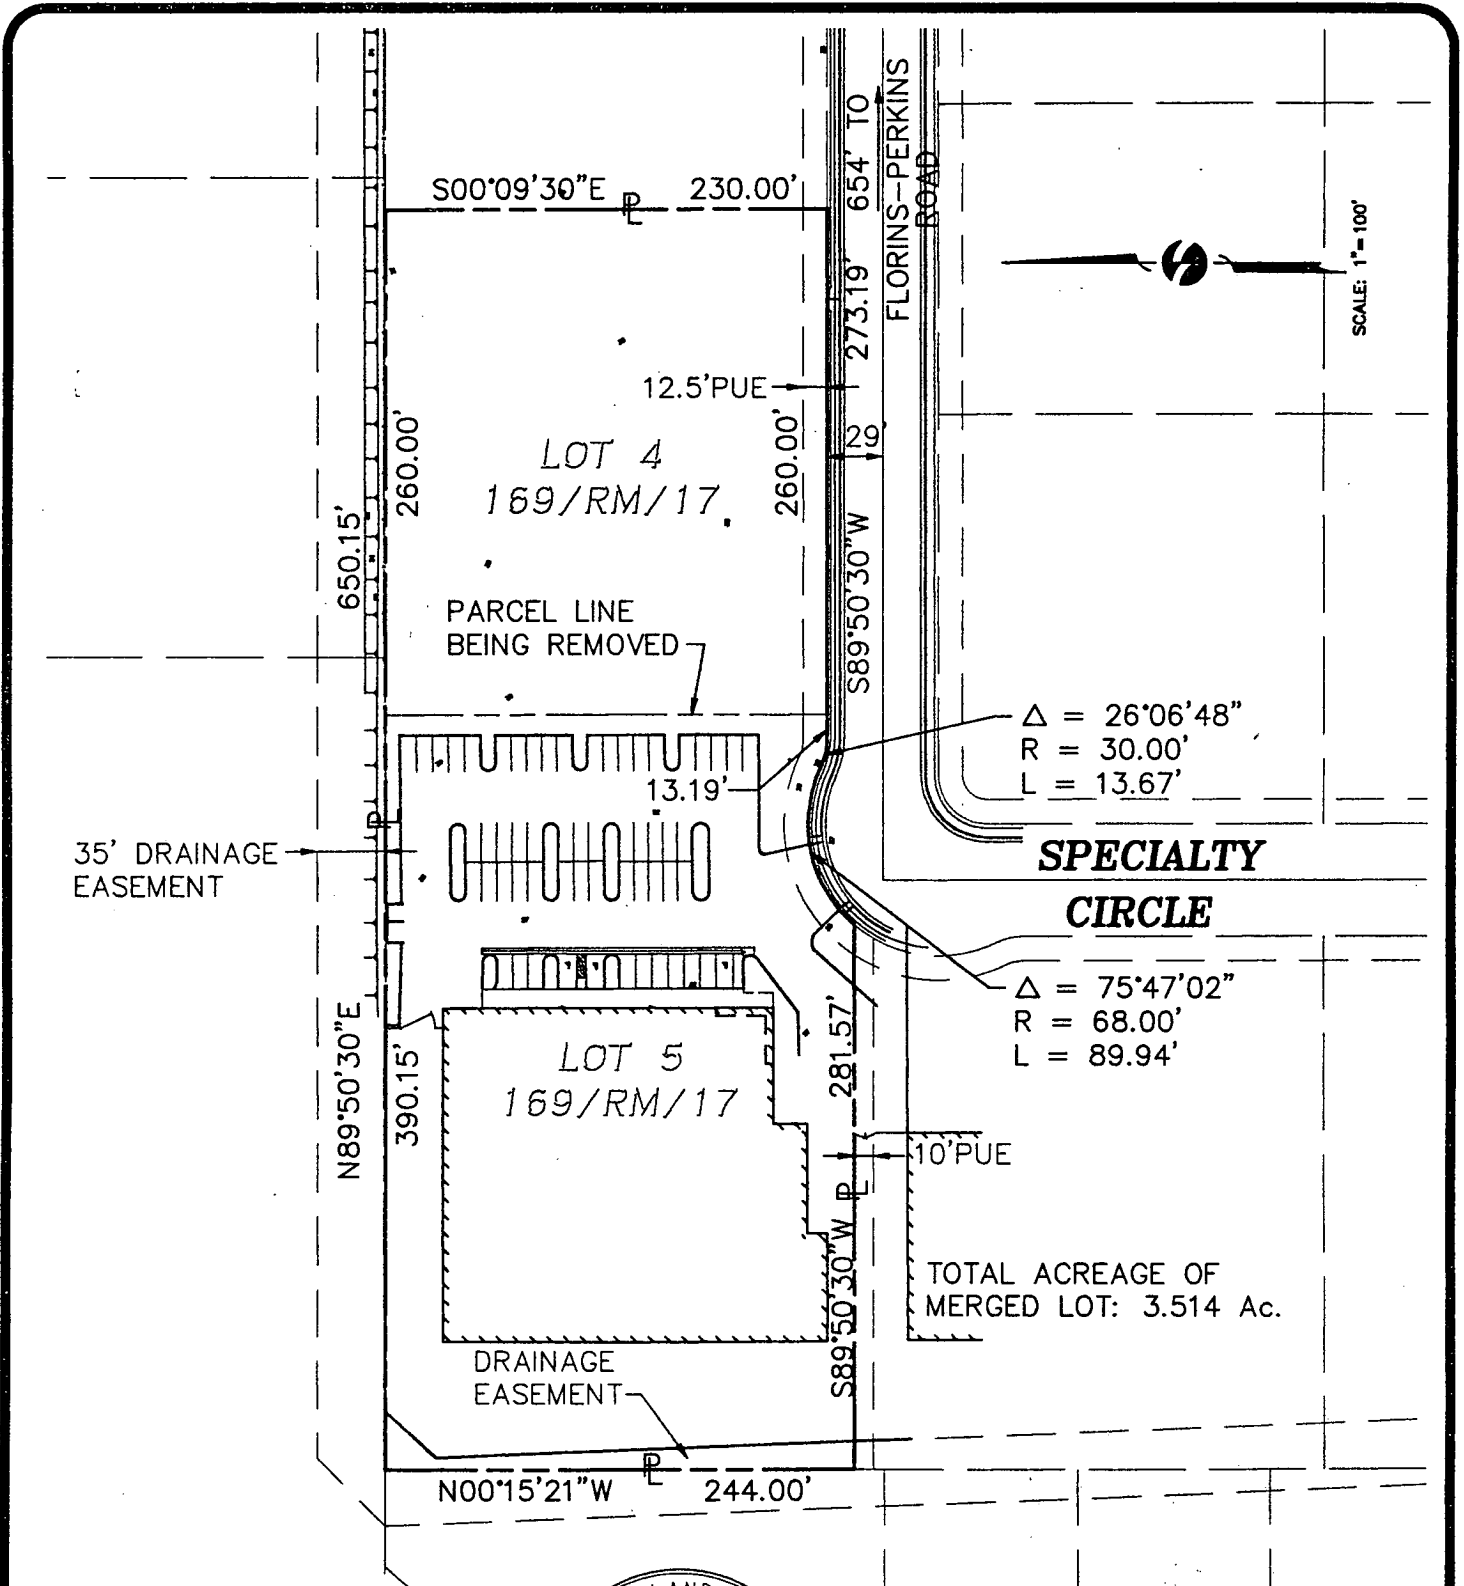 S00°09'30"E 230.00'
654' TO
FLORINS-PERKINS
ROAD
SCALE: 1"=100'
273.19'
12.5'PUE
29'
260.00'
260.00'
LOT 4
169/RM/17
650.15'
S89°50'30"W
PARCEL LINE
BEING REMOVED
Δ = 26°06'48"
R = 30.00'
L = 13.67'
13.19'
35' DRAINAGE
EASEMENT
SPECIALTY
CIRCLE
Δ = 75°47'02"
R = 68.00'
L = 89.94'
N89°50'30"E
390.15'
LOT 5
169/RM/17
281.57'
10'PUE
S89°50'30"W
TOTAL ACREAGE OF
MERGED LOT: 3.514 Ac.
DRAINAGE
EASEMENT
N00°15'21"W 244.00'
LAND